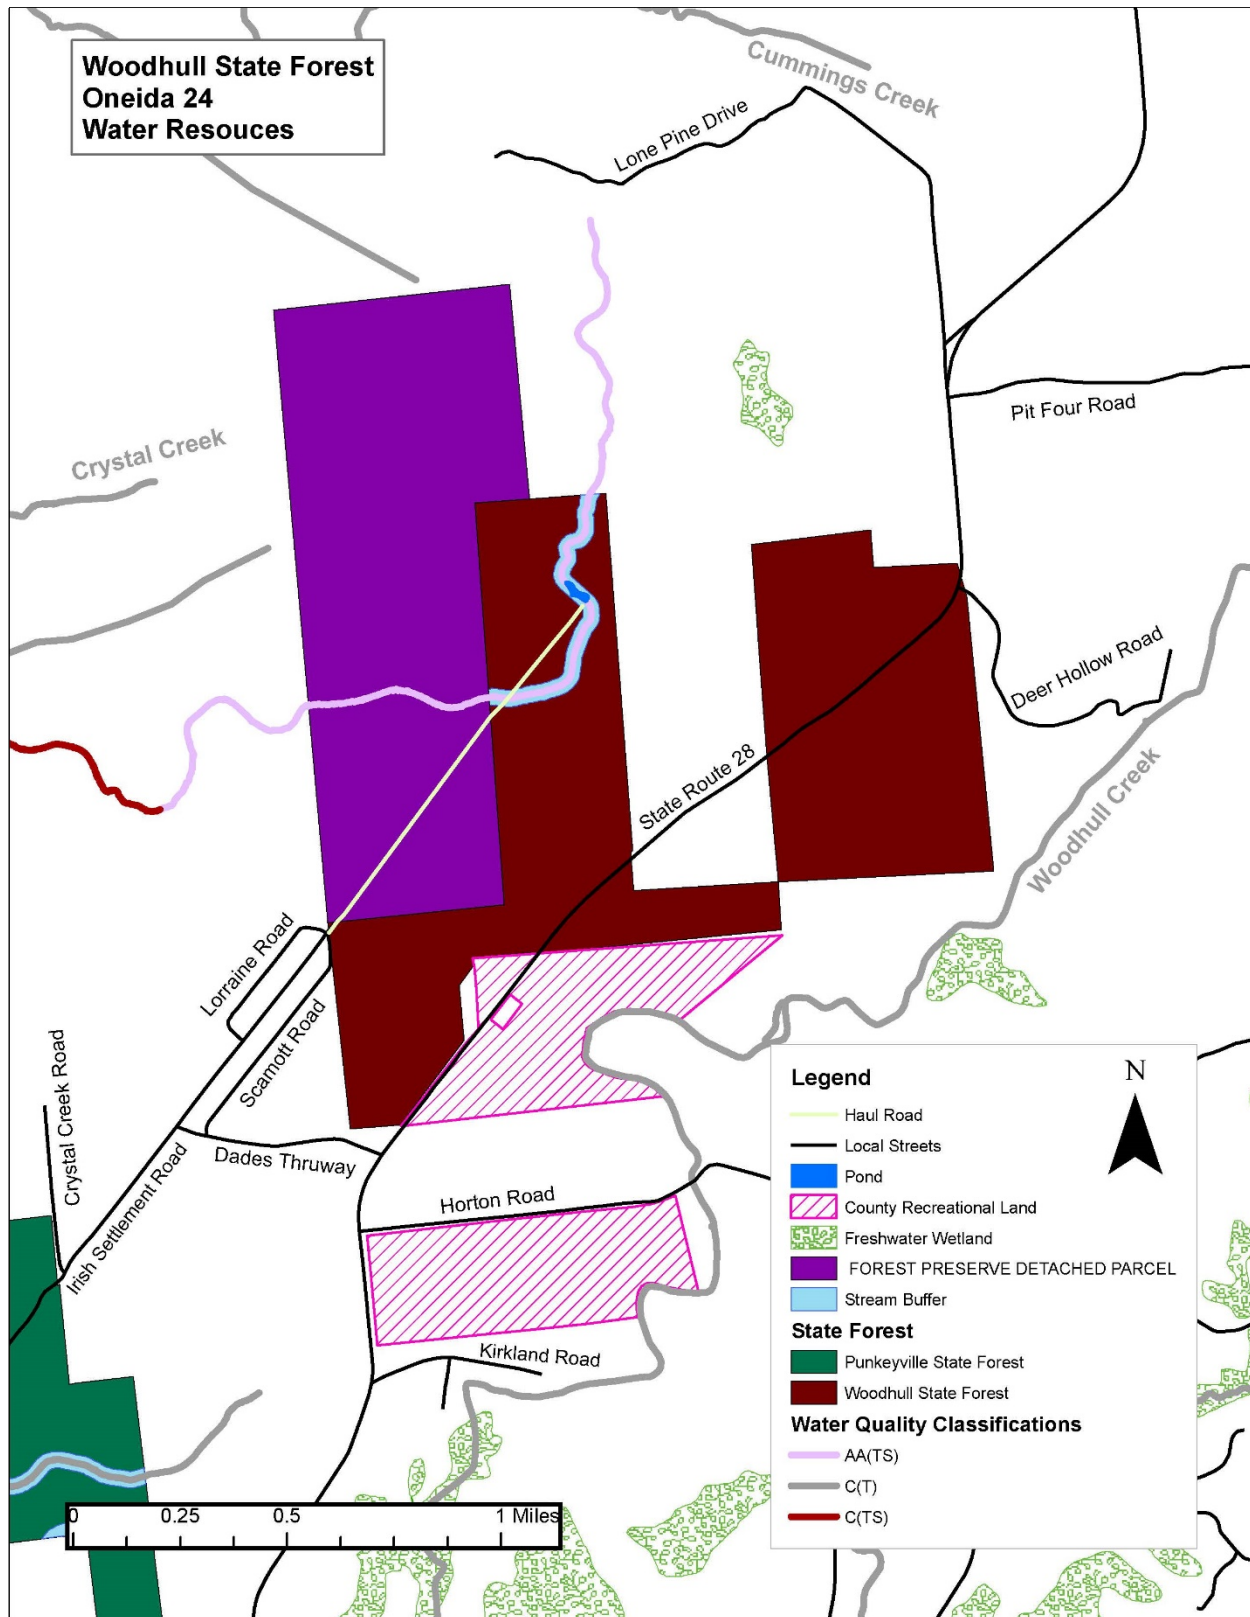 Woodhull State Forest
Oneida 24
Water Resouces
Cummings Creek
Lone Pine Drive
Pit Four Road
Crystal Creek
Deer Hollow Road
State Route 28
Woodhull Creek
Lorraine Road
Scamott Road
Crystal Creek Road
Irish Settlement Road
Dades Thruway
Horton Road
Kirkland Road
Legend
N
Haul Road
Local Streets
Pond
County Recreational Land
Freshwater Wetland
FOREST PRESERVE DETACHED PARCEL
Stream Buffer
State Forest
Punkeyville State Forest
Woodhull State Forest
Water Quality Classifications
AA(TS)
C(T)
C(TS)
0 0.25 0.5 1 Miles